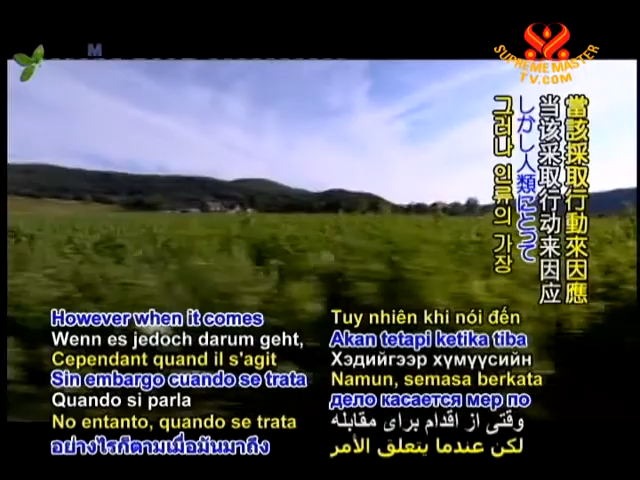 SUPREME MASTER
TV.COM
當該採取行動來因應
当该采取行动来因应
しかし人類にとって
그러나 인류의 가장
However when it comes
Wenn es jedoch darum geht,
Cependant quand il s'agit
Sin embargo cuando se trata
Quando si parla
No entanto, quando se trata
อย่างไรก็ตามเมื่อมันมาถึง
Tuy nhiên khi nói đến
Akan tetapi ketika tiba
Хэдийгээр хүмүүсийн
Namun, semasa berkata
дело касается мер по
وقتی از اقدام برای مقابله
لكن عندما يتعلق الأمر